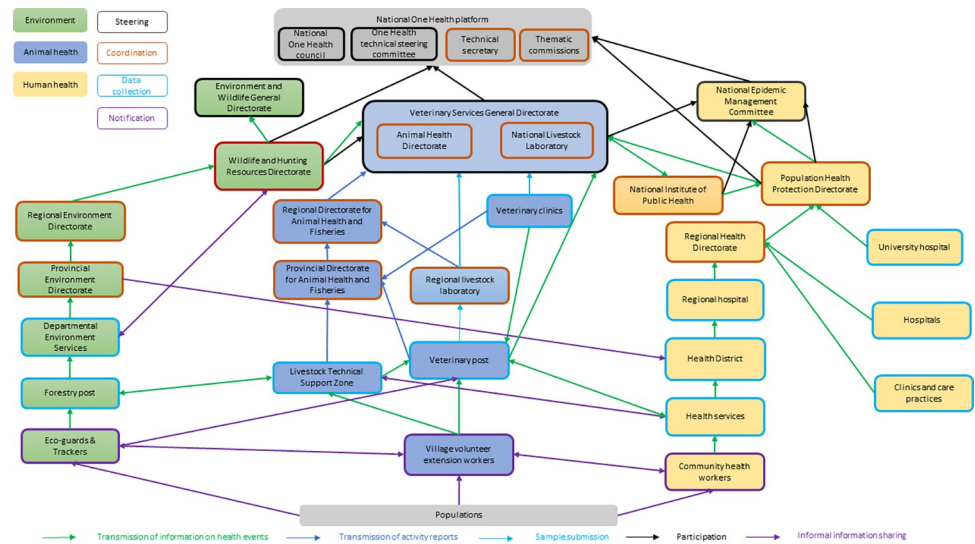 Environment
Steering
Animal health
Coordination
Human health
Data
collection
Notification
National One Health platform
National
One Health
council
One Health
technical steering
committee
Technical
secretary
Thematic
commissions
Environment and
Wildlife General
Directorate
Veterinary Services General Directorate
Animal Health
Directorate
National Livestock
Laboratory
National Epidemic
Management
Committee
Wildlife and Hunting
Resources Directorate
National Institute of
Public Health
Population Health
Protection Directorate
Regional Environment
Directorate
Regional Directorate for
Animal Health and
Fisheries
Veterinary clinics
Regional Health
Directorate
University hospital
Provincial
Environment
Directorate
Provincial Directorate
for Animal Health and
Fisheries
Regional livestock
laboratory
Regional hospital
Departmental
Environment
Services
Hospitals
Veterinary post
Health District
Forestry post
Livestock Technical
Support Zone
Clinics and care
practices
Health services
Eco-guards &
Trackers
Village volunteer
extension workers
Community health
workers
Populations
Transmission of information on health events
Transmission of activity reports
Sample submission
Participation
Informal information sharing